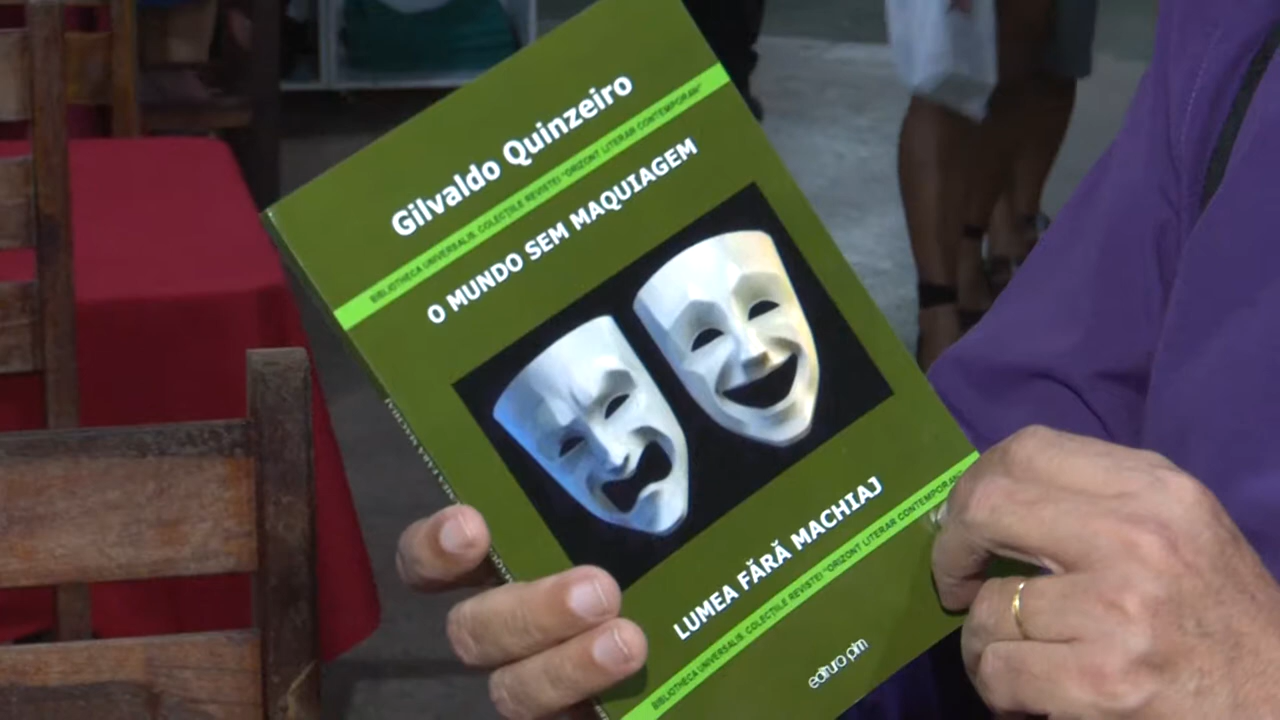 Gilvaldo Quinzeiro
BIBLIOTHECA UNIVERSALIS. COLECȚIILE REVISTEI "ORIZONT LITERAR CONTEMPORAN"
O MUNDO SEM MAQUIAGEM
LUMEA FĂRĂ MACHIAJ
BIBLIOTHECA UNIVERSALIS. COLECȚIILE REVISTEI "ORIZONT LITERAR CONTEMPORAN"
editura pim